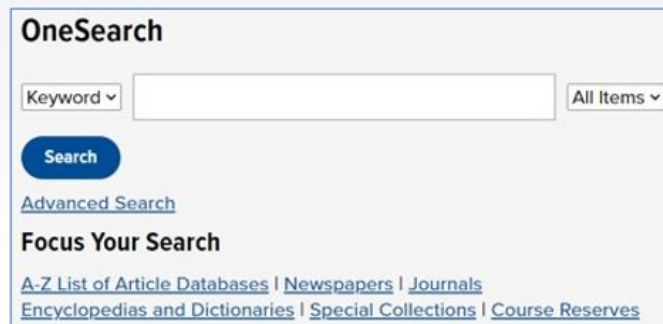 OneSearch
Keyword All Items
Search
Advanced Search
Focus Your Search
A-Z List of Article Databases | Newspapers | Journals
Encyclopedias and Dictionaries | Special Collections | Course Reserves